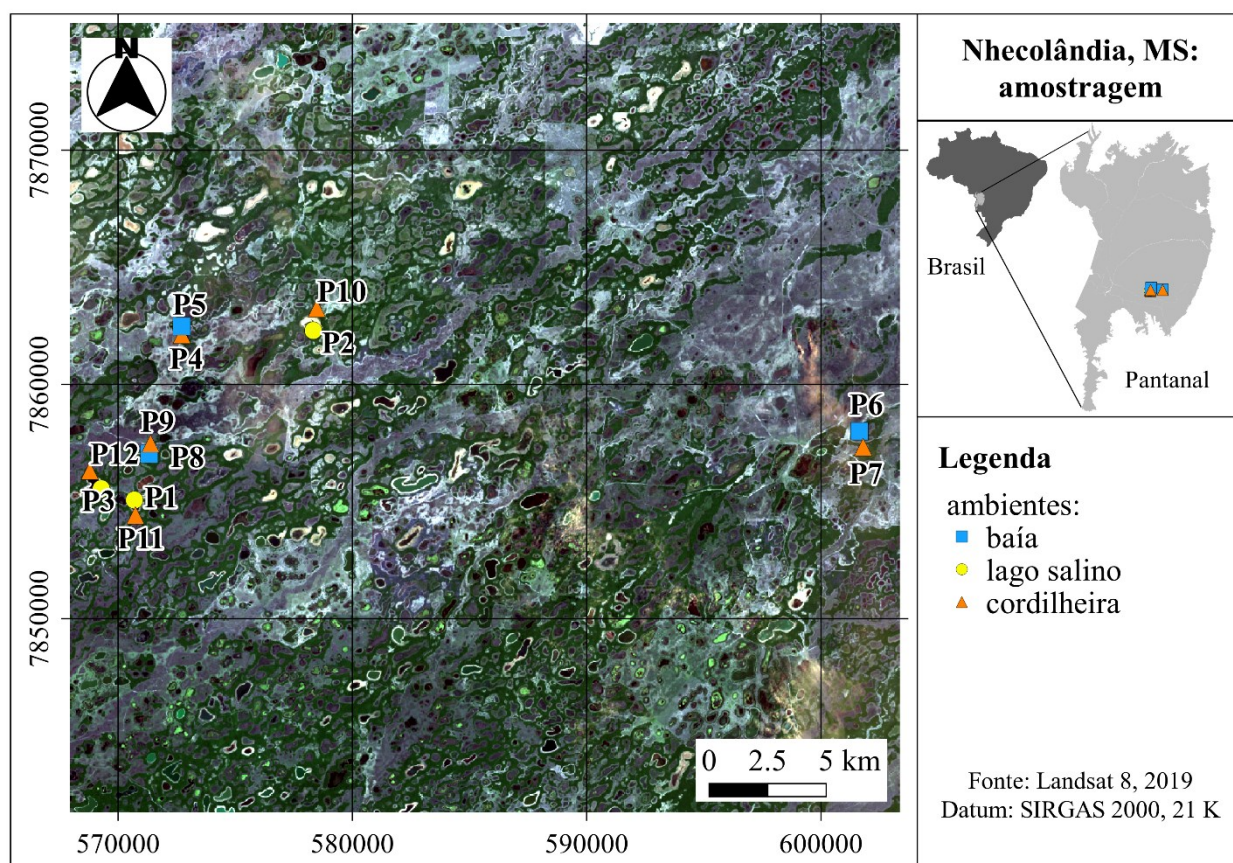 N
7870000
7860000
7850000
570000
580000
590000
600000
P5
P4
P10
P2
P9
P12
P8
P3
P1
P11
P6
P7
0 2.5 5 km
Nhecolândia, MS:
amostragem
Brasil
Pantanal
Legenda
ambientes:
baía
lago salino
cordilheira
Fonte: Landsat 8, 2019
Datum: SIRGAS 2000, 21 K